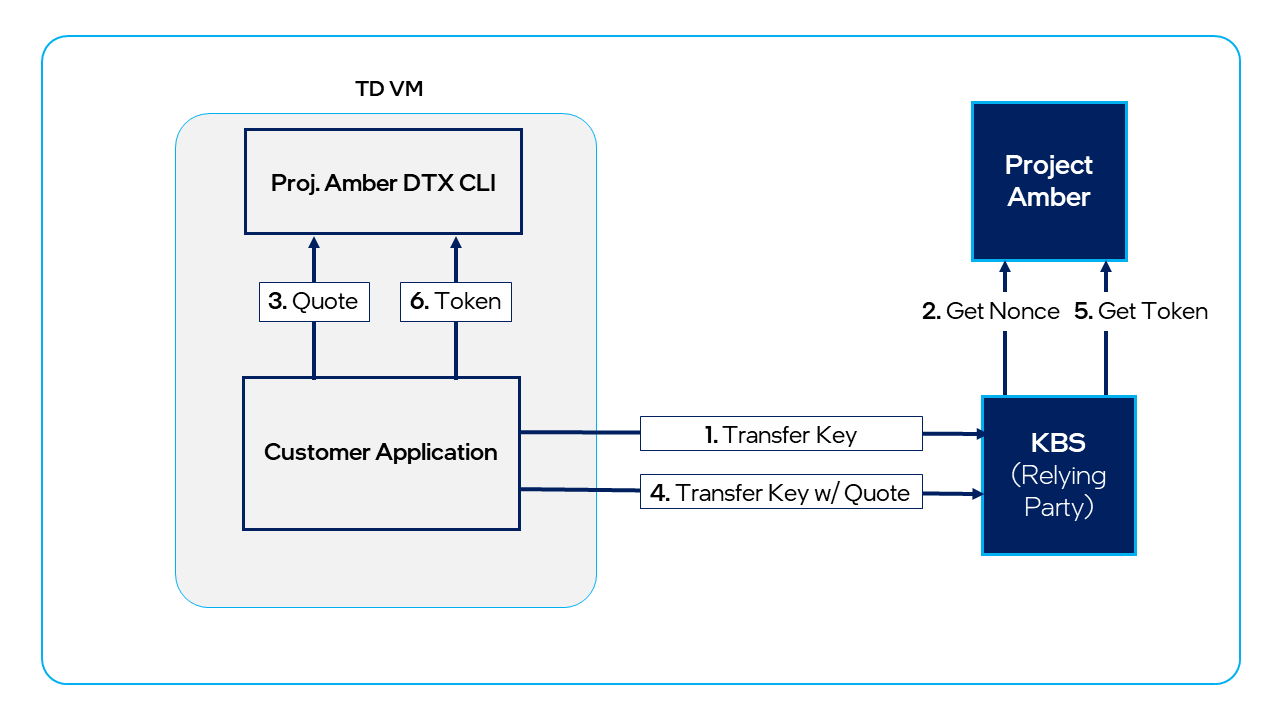 TD VM
Proj. Amber DTX CLI
3. Quote
6. Token
Customer Application
1. Transfer Key
4. Transfer Key w/ Quote
Project
Amber
2. Get Nonce
5. Get Token
KBS
(Relying
Party)